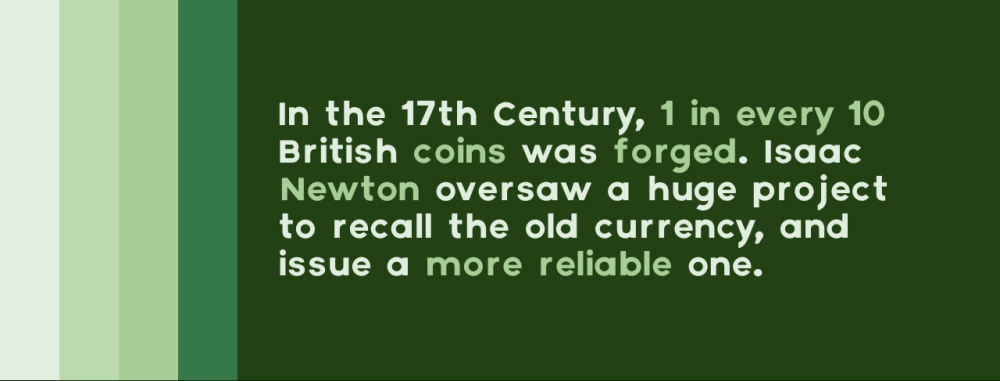 In the 17th Century, 1 in every 10
British coins was forged. Isaac
Newton oversaw a huge project
to recall the old currency, and
issue a more reliable one.